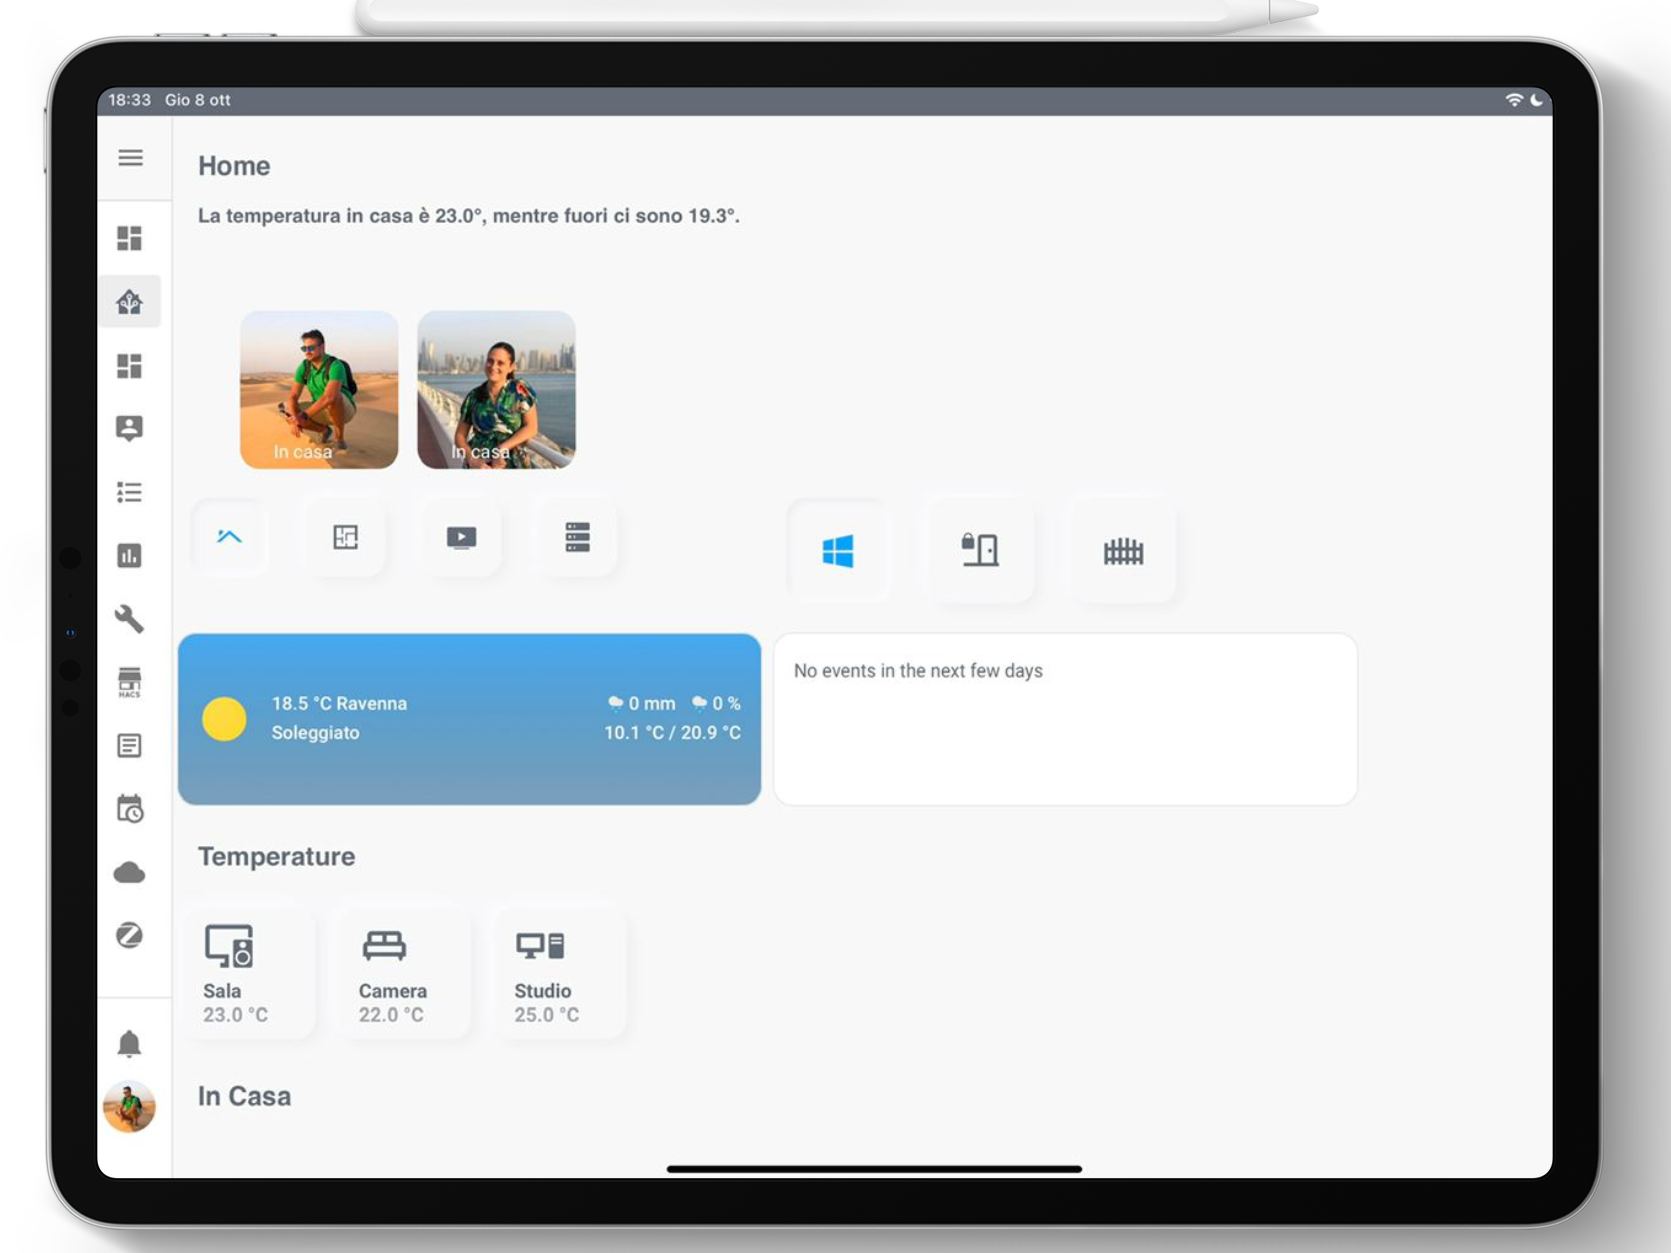 18:33 Gio 8 ott
Home
La temperatura in casa è 23.0°, mentre fuori ci sono 19.3°.
In casa
In casa
HACS
18.5 °C Ravenna
0 mm 0 %
Soleggiato
10.1 °C / 20.9 °C
No events in the next few days
Temperature
Sala
23.0 °C
Camera
22.0 °C
Studio
25.0 °C
In Casa